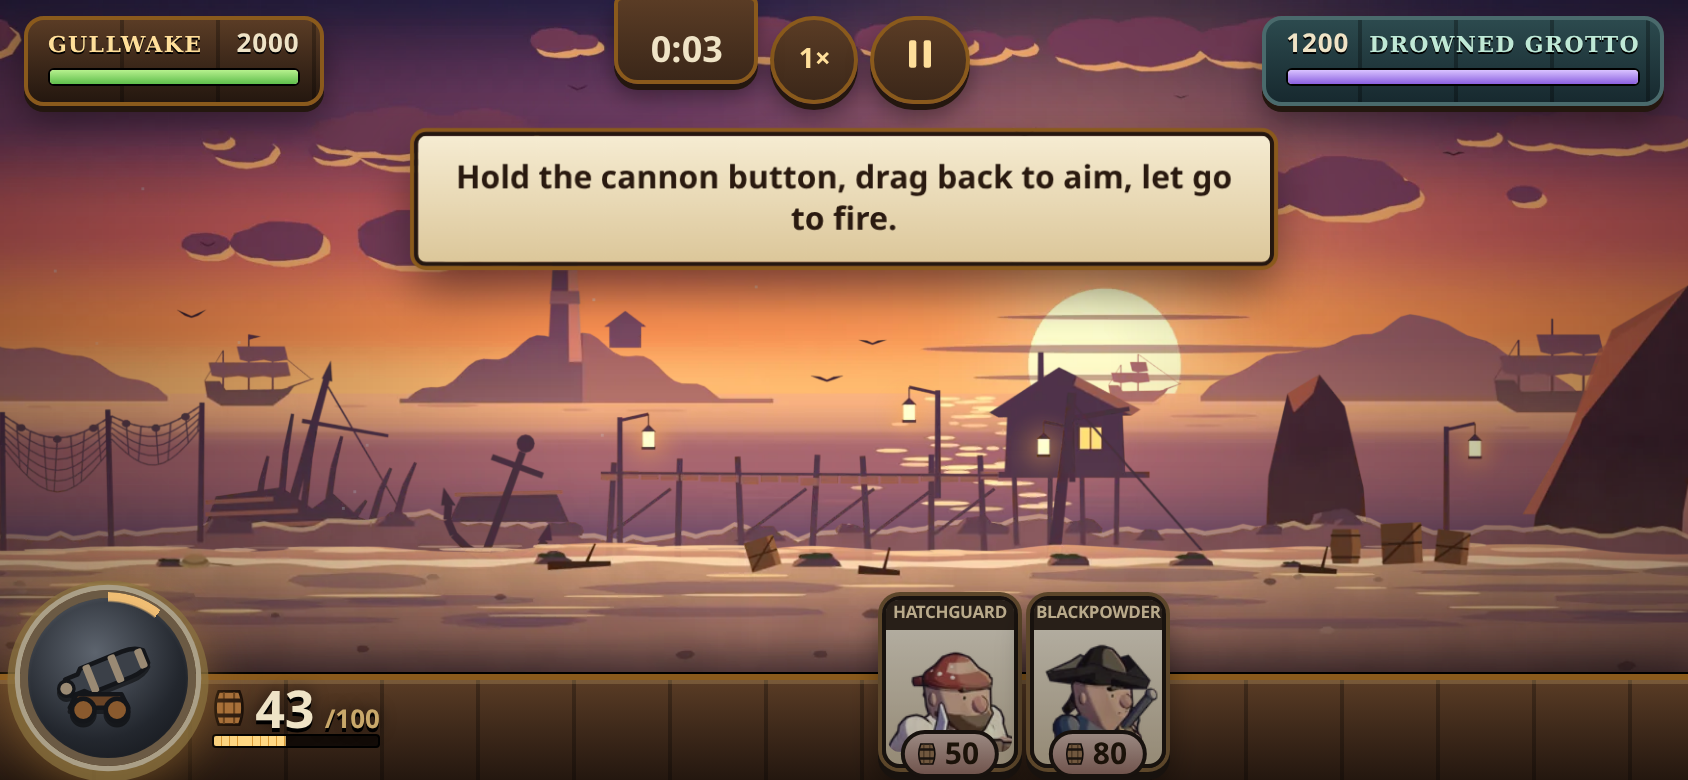 GULLWAKE 2000
0:03
1×
1200 DROWNED GROTTO
Hold the cannon button, drag back to aim, let go
to fire.
HATCHGUARD
BLACKPOWDER
43 /100
50
80